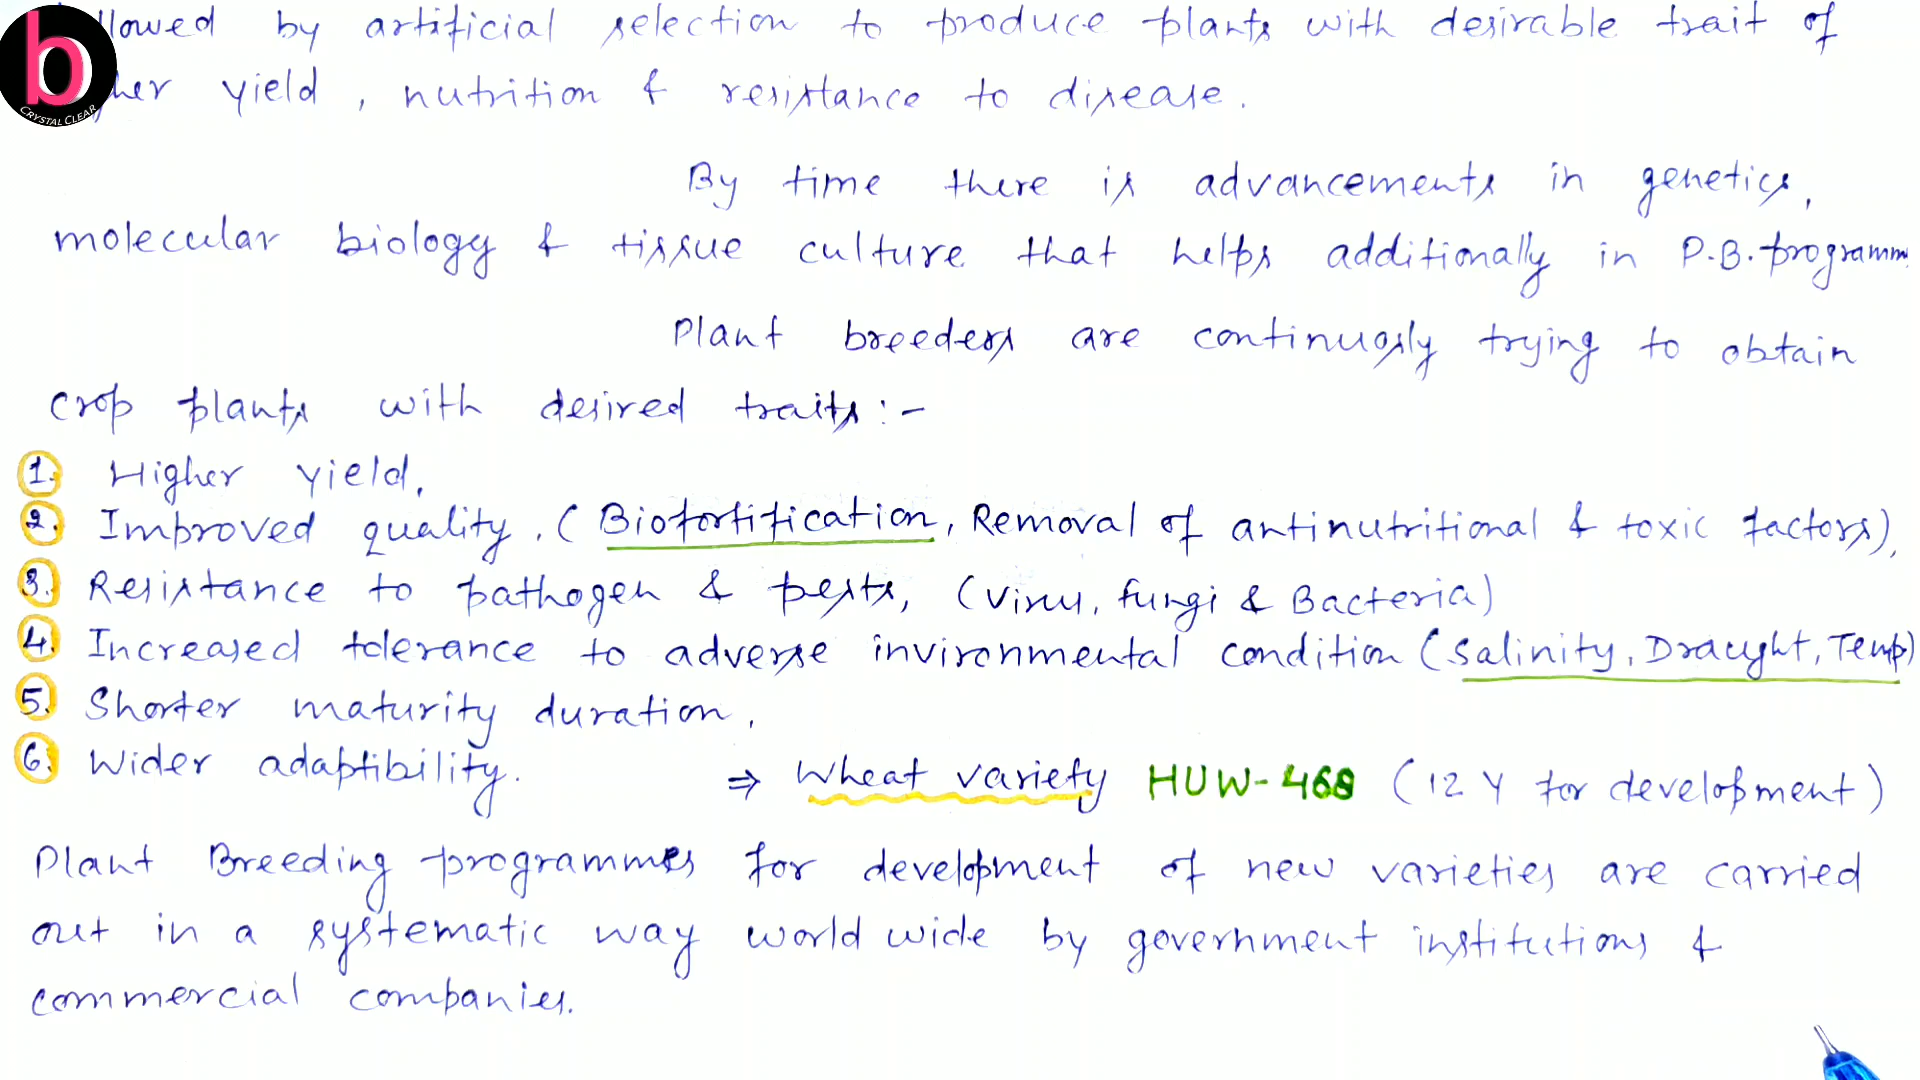 llowed by artificial selection to produce plants with desirable trait of
her yield, nutrition & resistance to disease.
b
CRYSTAL CLEAR
By time there is advancements in genetics,
molecular biology & tissue culture that helps additionally in P.B. programm
Plant breeders are continuosly trying to obtain
crop plants with desired traits:-
1. Higher yield.
2. Improved quality. (Biofortification, Removal of antinutritional & toxic factors),
3. Resistance to pathogen & pests, (virus, fungi & Bacteria)
4. Increased tolerance to adverse invironmental condition (Salinity, Draught, Temp)
5. Shorter maturity duration.
6. Wider adaptibility.
⇒ Wheat variety HUW-468 (12 Y for development)
Plant Breeding programmes for development of new varieties are carried
out in a systematic way world wide by government institutions &
commercial companies.